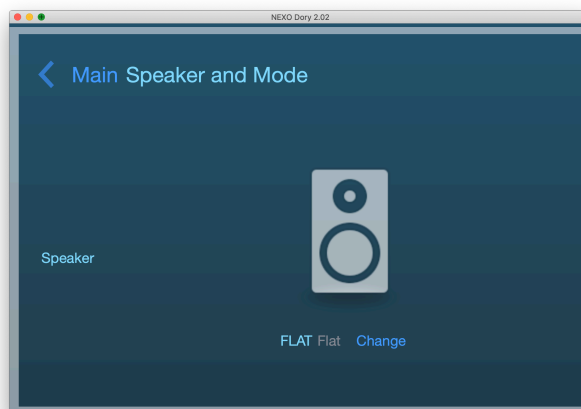 NEXO Dory 2.02
Main Speaker and Mode
Speaker
FLAT Flat Change